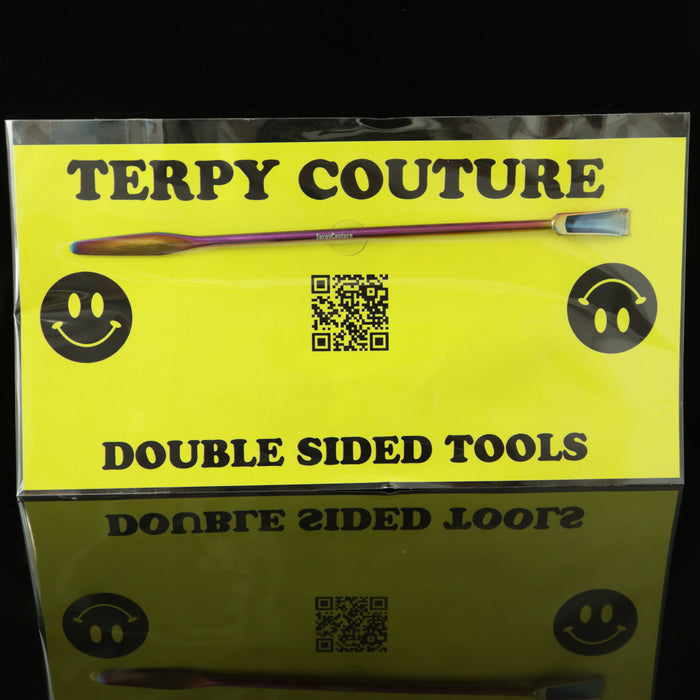 TERPY COUTURE
TerpyCouture
DOUBLE SIDED TOOLS
DOUBLE SIDED TOOLS